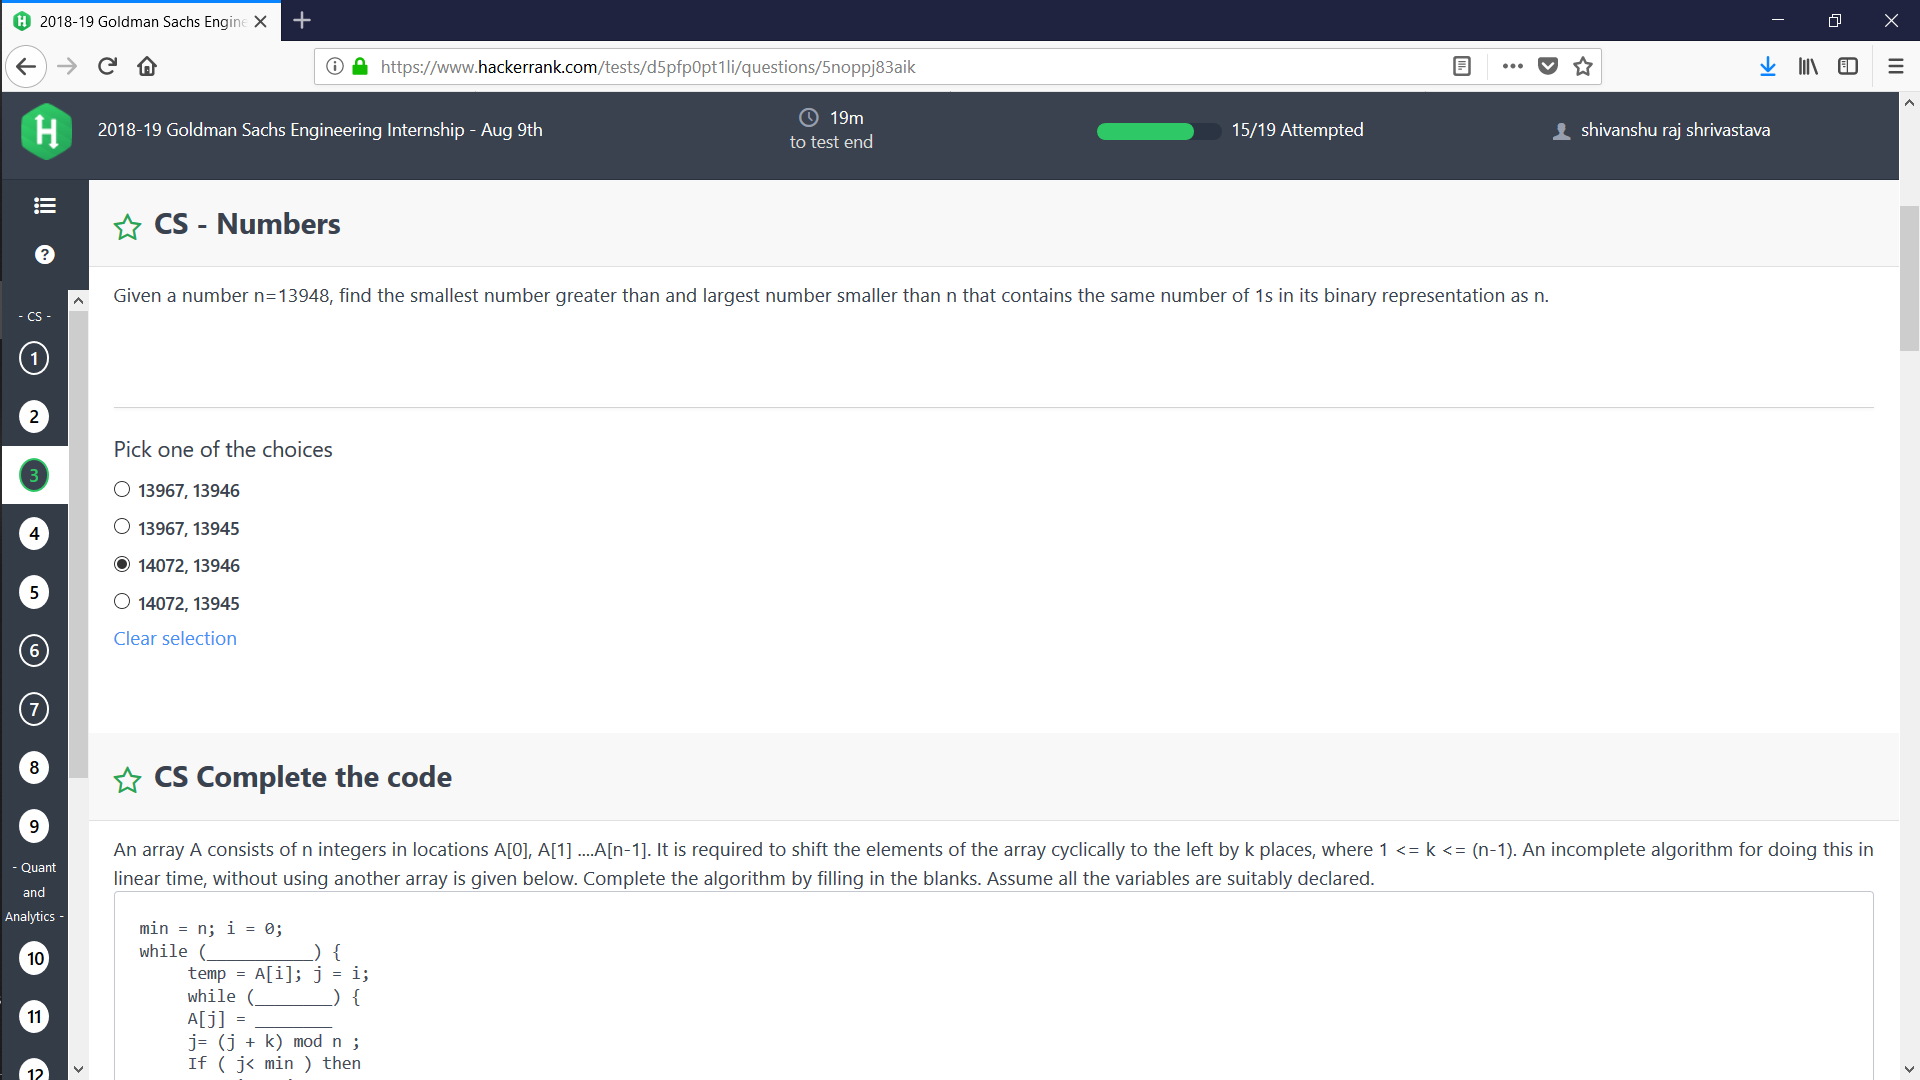 2018-19 Goldman Sachs Engine
https://www.hackerrank.com/tests/d5pfp0pt1li/questions/5noppj83aik
2018-19 Goldman Sachs Engineering Internship - Aug 9th
19m
to test end
15/19 Attempted
shivanshu raj shrivastava
- CS -
1
2
3
4
5
6
7
8
9
- Quant
and
Analytics -
10
11
12
CS - Numbers
Given a number n=13948, find the smallest number greater than and largest number smaller than n that contains the same number of 1s in its binary representation as n.
Pick one of the choices
13967, 13946
13967, 13945
14072, 13946
14072, 13945
Clear selection
CS Complete the code
An array A consists of n integers in locations A[0], A[1] ....A[n-1]. It is required to shift the elements of the array cyclically to the left by k places, where 1 <= k <= (n-1). An incomplete algorithm for doing this in
linear time, without using another array is given below. Complete the algorithm by filling in the blanks. Assume all the variables are suitably declared.
min = n; i = 0;
while (___________) {
temp = A[i]; j = i;
while (________) {
A[j] = ________
j= (j + k) mod n ;
If ( j< min ) then